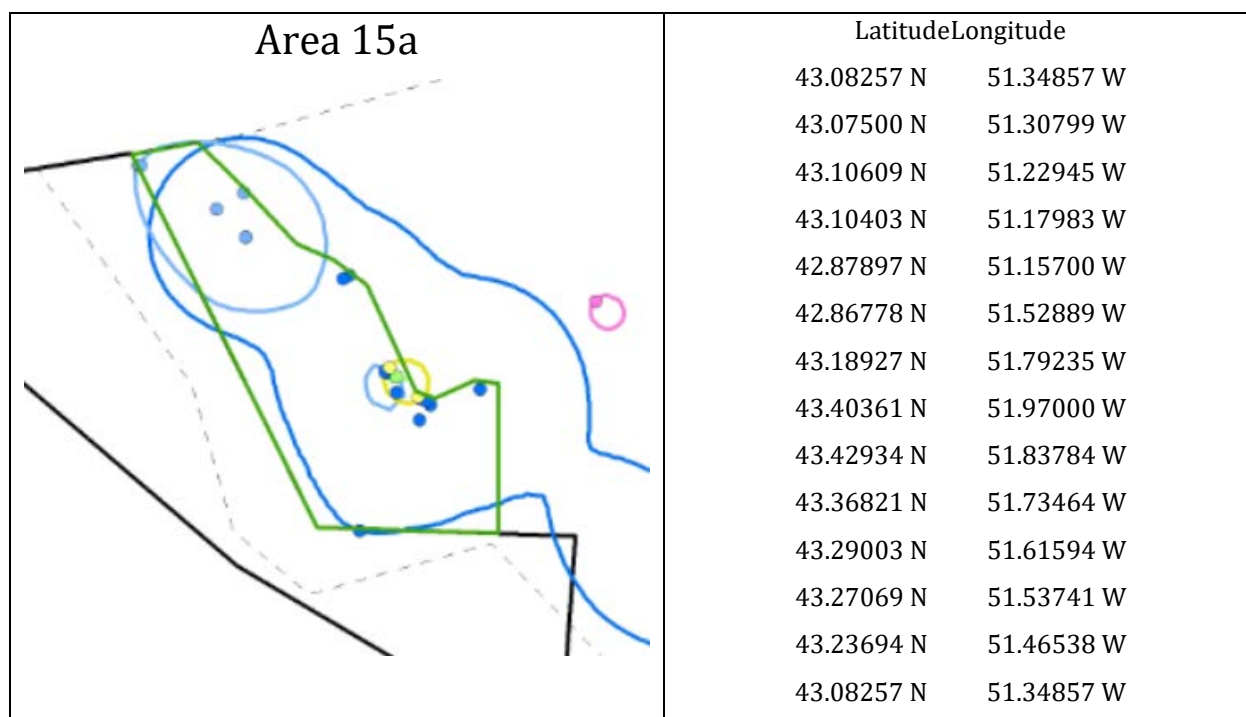 Area 15a
LatitudeLongitude
43.08257 N 51.34857 W
43.07500 N 51.30799 W
43.10609 N 51.22945 W
43.10403 N 51.17983 W
42.87897 N 51.15700 W
42.86778 N 51.52889 W
43.18927 N 51.79235 W
43.40361 N 51.97000 W
43.42934 N 51.83784 W
43.36821 N 51.73464 W
43.29003 N 51.61594 W
43.27069 N 51.53741 W
43.23694 N 51.46538 W
43.08257 N 51.34857 W